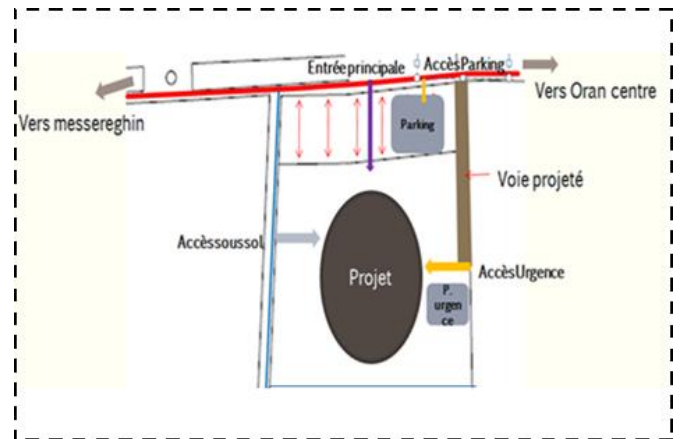 Entréeprincipale
AccèsParking
Vers Oran centre
Vers messereghin
Parking
Voie projeté
Accèssoussol
Projet
AccèsUrgence
P.
urgen
ce